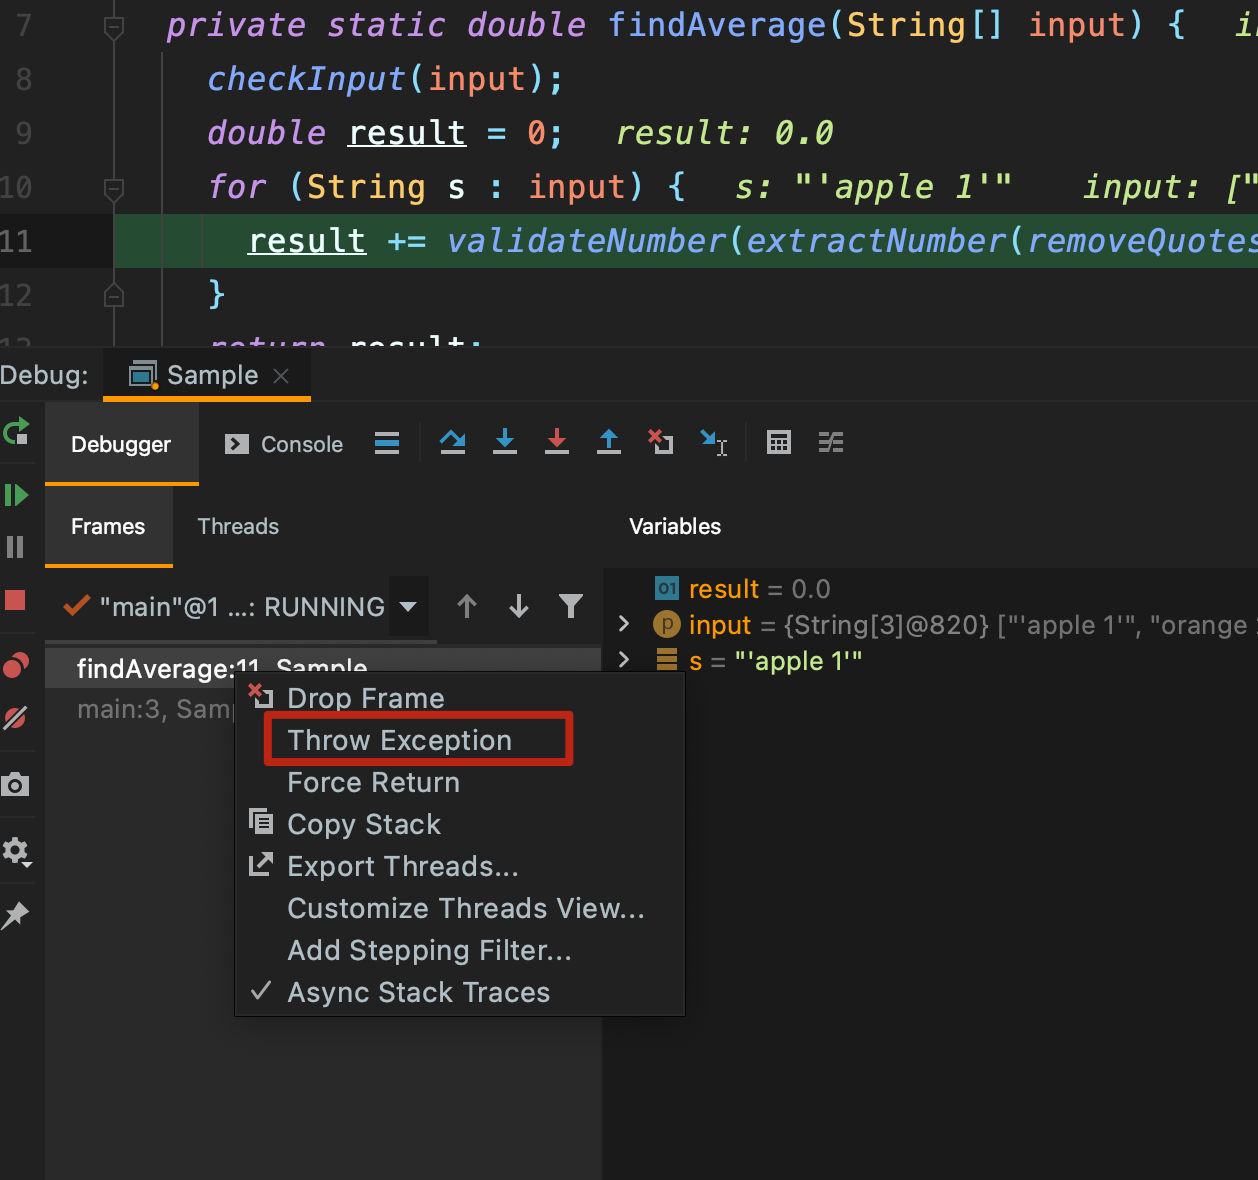 7 private static double findAverage(String[] input) {
8 checkInput(input);
9 double result = 0; result: 0.0
10 for (String s : input) { s: "'apple 1'" input: ["
11 result += validateNumber(extractNumber(removeQuotes
12 }
return result;
Debug: Sample
Debugger Console
Frames Threads Variables
"main"@1 ...: RUNNING
01 result = 0.0
p input = {String[3]@820} ["'apple 1'", "orange
s = "'apple 1'"
findAverage:11, Sample
main:3, Samp
Drop Frame
Throw Exception
Force Return
Copy Stack
Export Threads...
Customize Threads View...
Add Stepping Filter...
Async Stack Traces